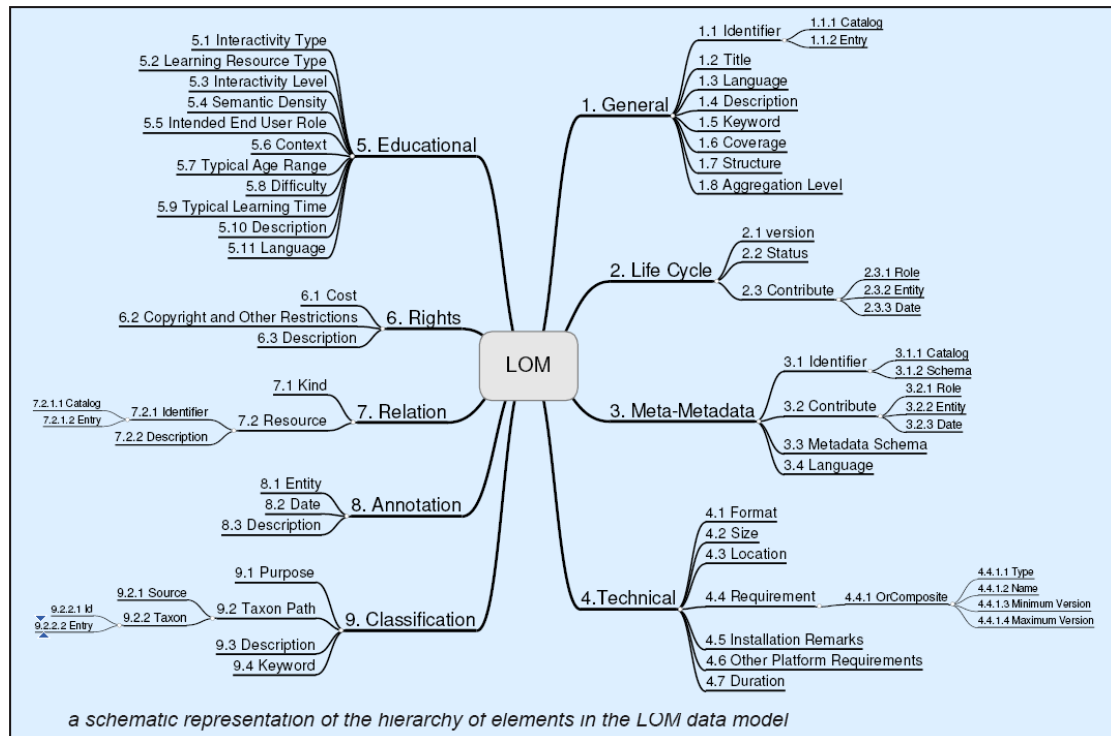 LOM
1. General
1.1 Identifier
1.1.1 Catalog
1.1.2 Entry
1.2 Title
1.3 Language
1.4 Description
1.5 Keyword
1.6 Coverage
1.7 Structure
1.8 Aggregation Level
2. Life Cycle
2.1 version
2.2 Status
2.3 Contribute
2.3.1 Role
2.3.2 Entity
2.3.3 Date
3. Meta-Metadata
3.1 Identifier
3.1.1 Catalog
3.1.2 Schema
3.2 Contribute
3.2.1 Role
3.2.2 Entity
3.2.3 Date
3.3 Metadata Schema
3.4 Language
4.Technical
4.1 Format
4.2 Size
4.3 Location
4.4 Requirement
4.4.1 OrComposite
4.4.1.1 Type
4.4.1.2 Name
4.4.1.3 Minimum Version
4.4.1.4 Maximum Version
4.5 Installation Remarks
4.6 Other Platform Requirements
4.7 Duration
5. Educational
5.1 Interactivity Type
5.2 Learning Resource Type
5.3 Interactivity Level
5.4 Semantic Density
5.5 Intended End User Role
5.6 Context
5.7 Typical Age Range
5.8 Difficulty
5.9 Typical Learning Time
5.10 Description
5.11 Language
6. Rights
6.1 Cost
6.2 Copyright and Other Restrictions
6.3 Description
7. Relation
7.1 Kind
7.2 Resource
7.2.1 Identifier
7.2.1.1 Catalog
7.2.1.2 Entry
7.2.2 Description
8. Annotation
8.1 Entity
8.2 Date
8.3 Description
9. Classification
9.1 Purpose
9.2 Taxon Path
9.2.1 Source
9.2.2 Taxon
9.2.2.1 Id
9.2.2.2 Entry
9.3 Description
9.4 Keyword
a schematic representation of the hierarchy of elements in the LOM data model